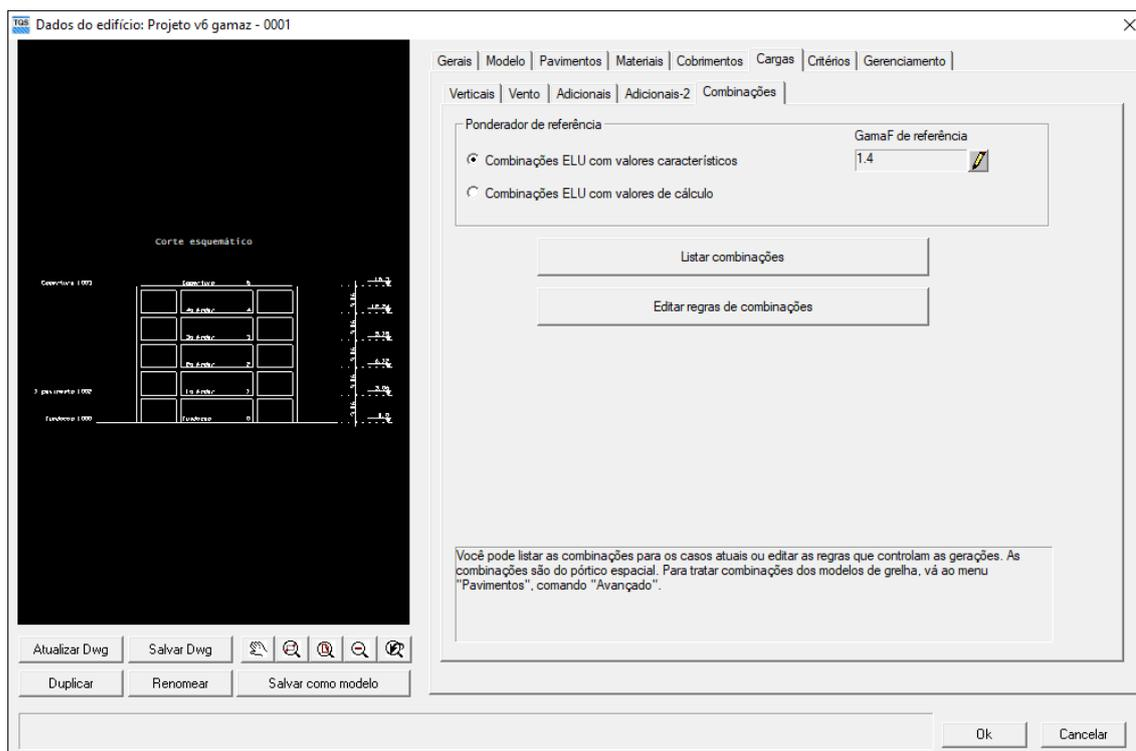 TQS Dados do edifício: Projeto v6 gamaz - 0001
Gerais Modelo Pavimentos Materiais Cobrimentos Cargas Critérios Gerenciamento
Verticais Vento Adicionais Adicionais-2 Combinações
Ponderador de referência
GamaF de referência
Combinações ELU com valores característicos
1.4
Combinações ELU com valores de cálculo
Listar combinações
Editar regras de combinações
Você pode listar as combinações para os casos atuais ou editar as regras que controlam as gerações. As
combinações são do pórtico espacial. Para tratar combinações dos modelos de grelha, vá ao menu
"Pavimentos", comando "Avançado".
Corte esquemático
Cobertura
Fundacao
Atualizar Dwg Salvar Dwg
Duplicar Renomear Salvar como modelo
Ok Cancelar